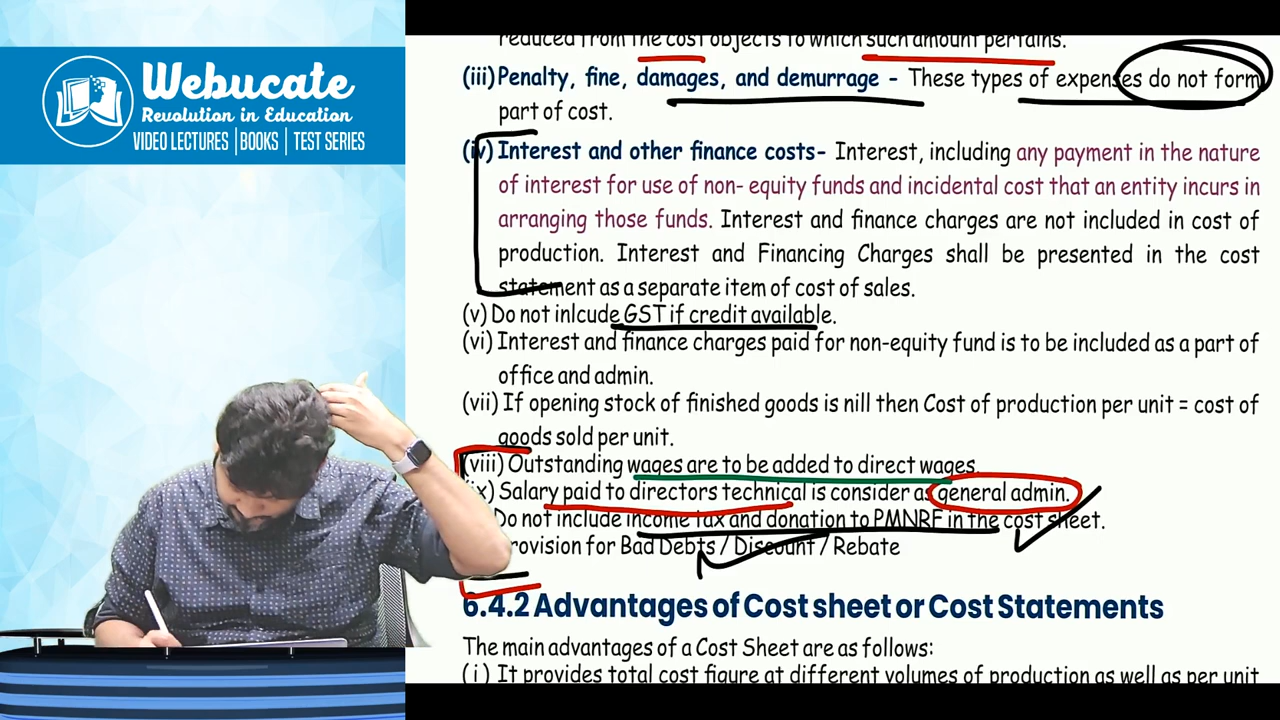 Webucate
Revolution in Education
VIDEO LECTURES | BOOKS | TEST SERIES
reduced from the cost objects to which such amount pertains.
(iii) Penalty, fine, damages, and demurrage - These types of expenses do not form
part of cost.
(iv) Interest and other finance costs- Interest, including any payment in the nature
of interest for use of non- equity funds and incidental cost that an entity incurs in
arranging those funds. Interest and finance charges are not included in cost of
production. Interest and Financing Charges shall be presented in the cost
statement as a separate item of cost of sales.
(v) Do not inlcude GST if credit available.
(vi) Interest and finance charges paid for non-equity fund is to be included as a part of
office and admin.
(vii) If opening stock of finished goods is nill then Cost of production per unit = cost of
goods sold per unit.
(viii) Outstanding wages are to be added to direct wages.
ix) Salary paid to directors technical is consider as general admin.
Do not include income tax and donation to PMNRF in the cost sheet.
rovision for Bad Debts / Discount / Rebate
6.4.2 Advantages of Cost sheet or Cost Statements
The main advantages of a Cost Sheet are as follows:
(i) It provides total cost figure at different volumes of production as well as per unit